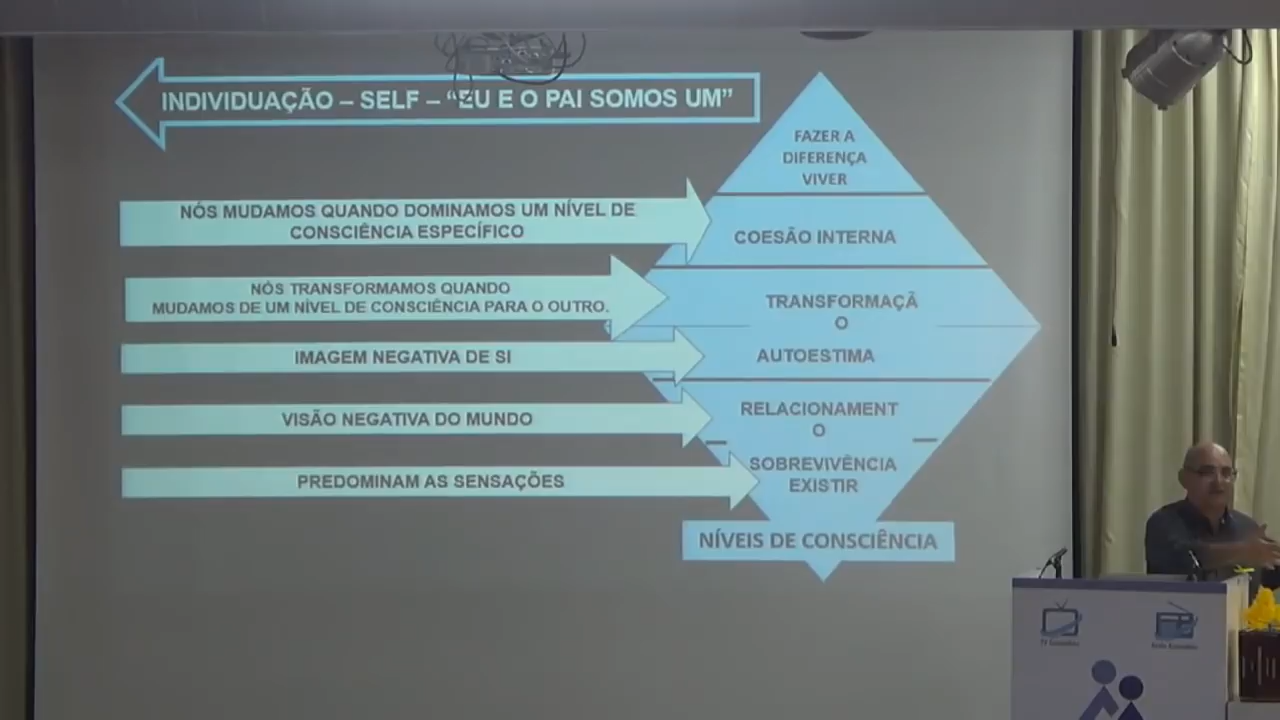 INDIVIDUAÇÃO – SELF – “EU E O PAI SOMOS UM”
FAZER A
DIFERENÇA
VIVER
NÓS MUDAMOS QUANDO DOMINAMOS UM NÍVEL DE
CONSCIÊNCIA ESPECÍFICO
COESÃO INTERNA
NÓS TRANSFORMAMOS QUANDO
MUDAMOS DE UM NÍVEL DE CONSCIÊNCIA PARA O OUTRO.
TRANSFORMAÇÃ
O
IMAGEM NEGATIVA DE SI
AUTOESTIMA
VISÃO NEGATIVA DO MUNDO
RELACIONAMENT
O
PREDOMINAM AS SENSAÇÕES
SOBREVIVÊNCIA
EXISTIR
NÍVEIS DE CONSCIÊNCIA